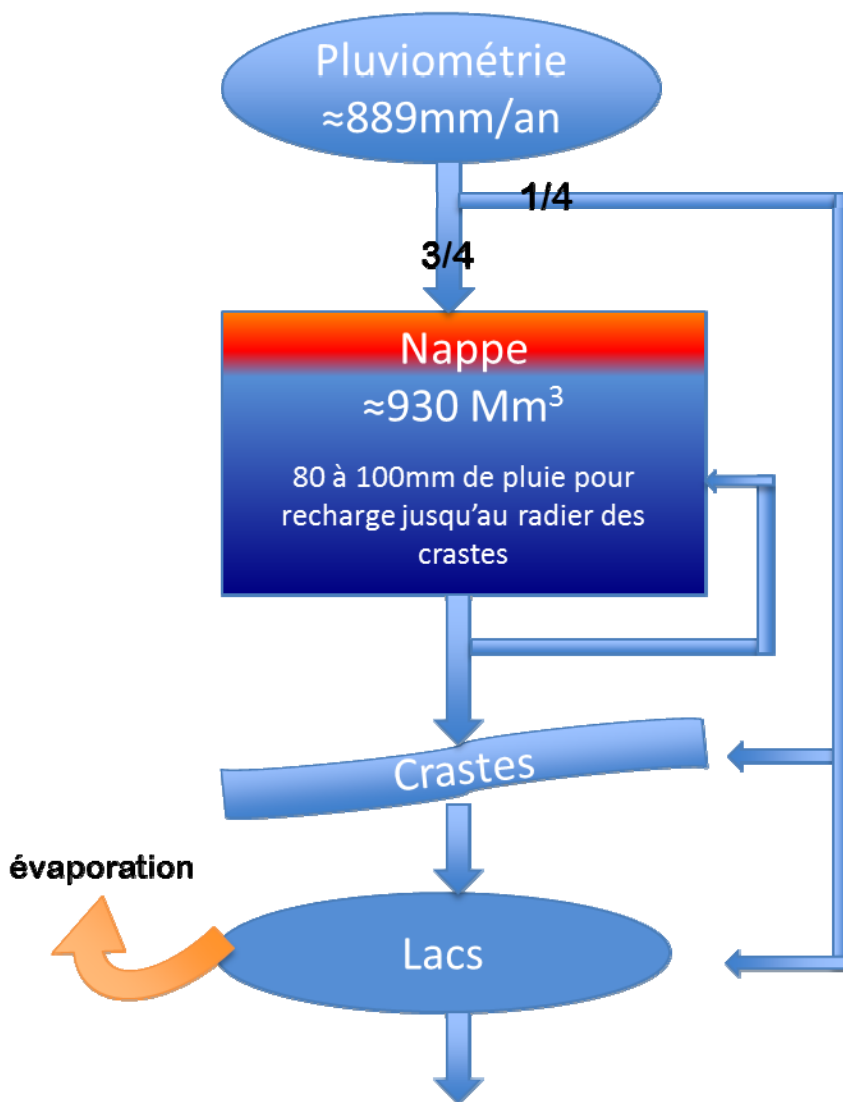 Pluviométrie
≈889mm/an
1/4
3/4
Nappe
≈930 Mm³
80 à 100mm de pluie pour
recharge jusqu’au radier des
crastes
Crastes
évaporation
Lacs